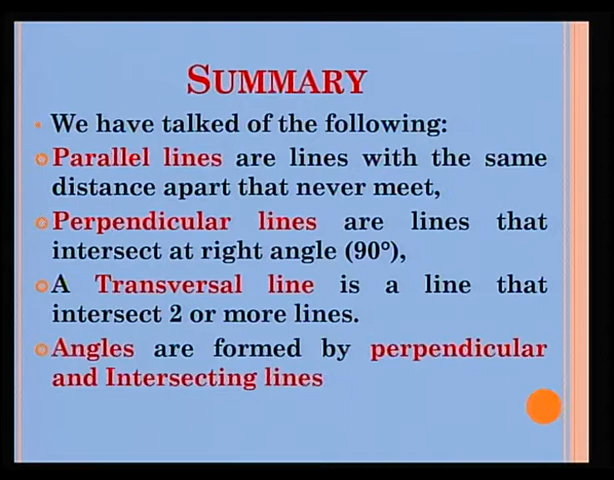 SUMMARY
We have talked of the following:
Parallel lines are lines with the same
distance apart that never meet,
Perpendicular lines are lines that
intersect at right angle (90°),
A Transversal line is a line that
intersect 2 or more lines.
Angles are formed by perpendicular
and Intersecting lines